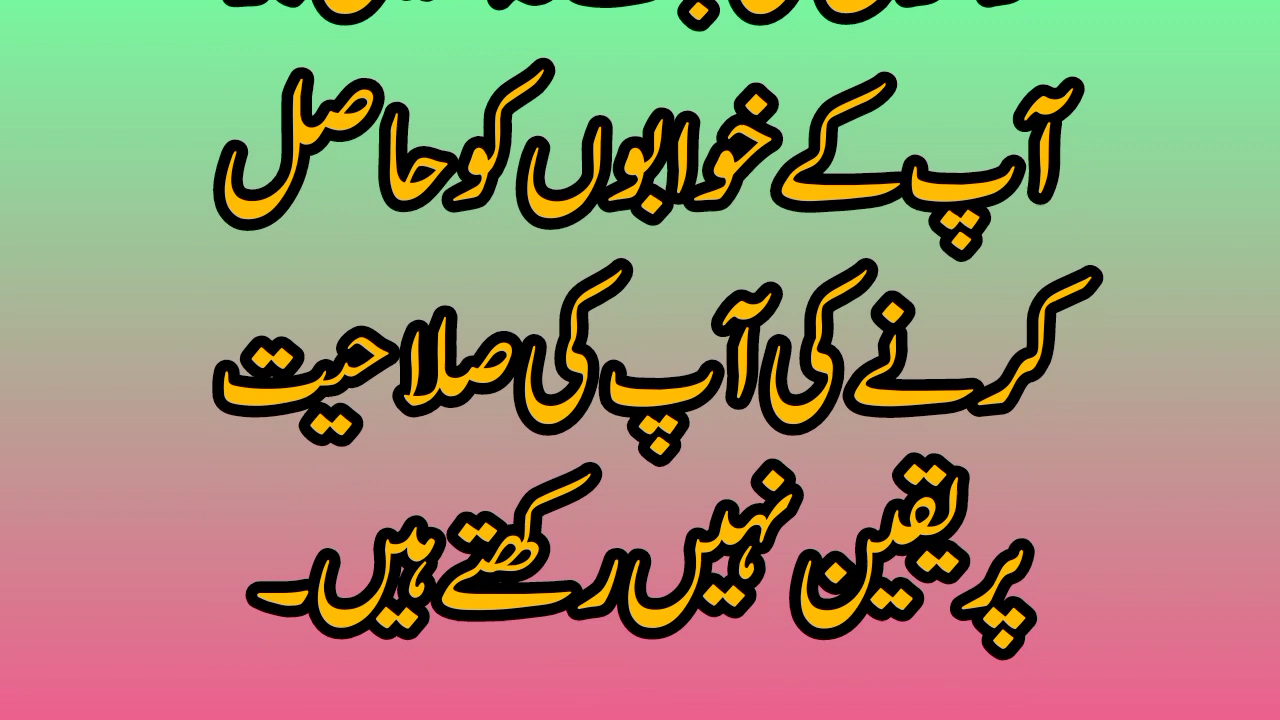 آپ کے خوابوں کو حاصل
کرنے کی آپ کی صلاحیت
پر یقین نہیں رکھتے ہیں۔